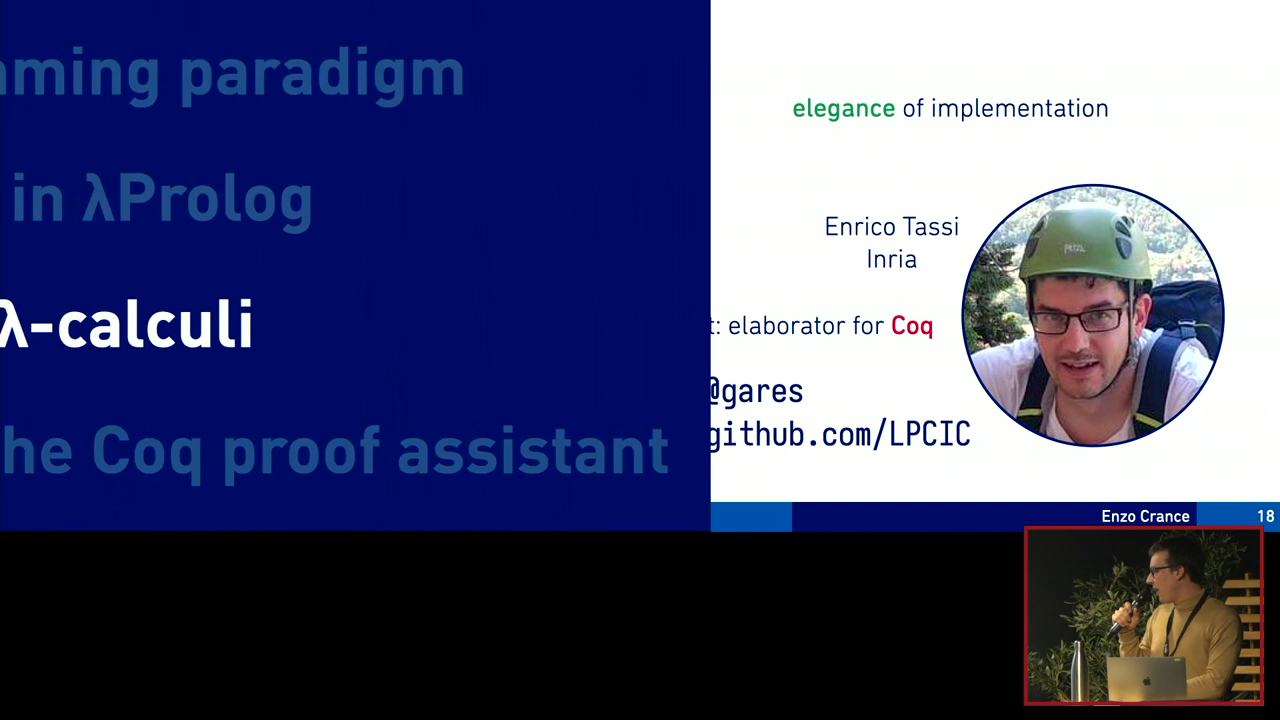 ming paradigm
in λProlog
λ-calculi
he Coq proof assistant
elegance of implementation
Enrico Tassi
Inria
t: elaborator for Coq
@gares
github.com/LPCIC
PETZL
Enzo Crance
18